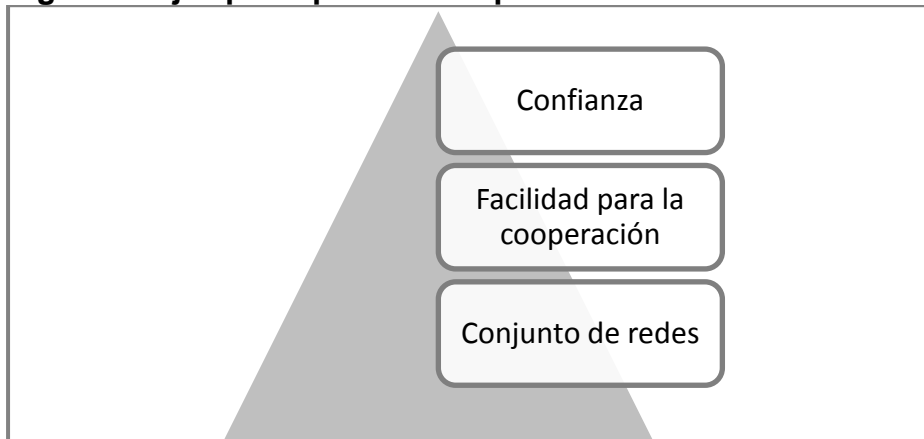 Confianza
Facilidad para la
cooperación
Conjunto de redes